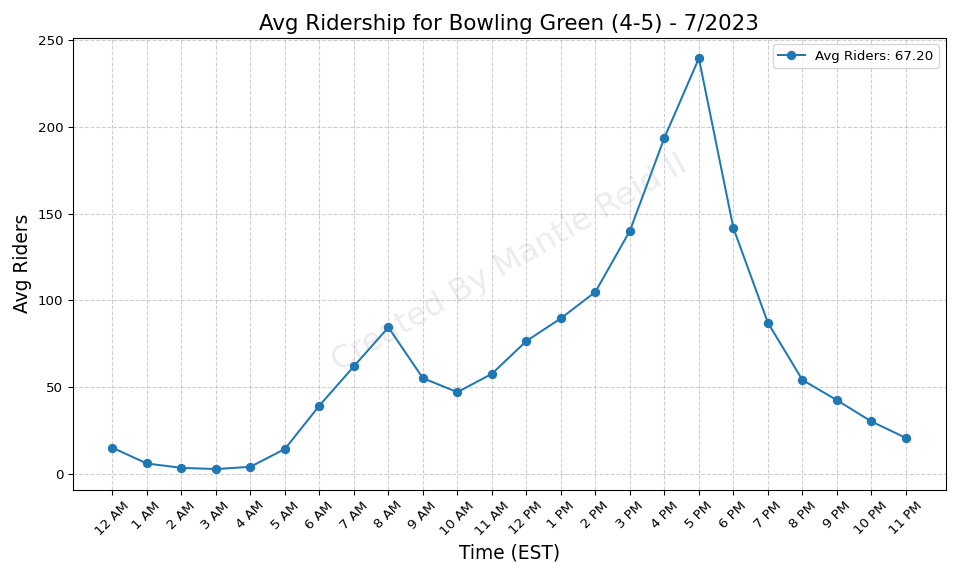 Avg Ridership for Bowling Green (4-5) - 7/2023
Avg Riders: 67.20
250
200
150
100
50
0
Avg Riders
Created By Mantle Reid II
12 AM
1 AM
2 AM
3 AM
4 AM
5 AM
6 AM
7 AM
8 AM
9 AM
10 AM
11 AM
12 PM
1 PM
2 PM
3 PM
4 PM
5 PM
6 PM
7 PM
8 PM
9 PM
10 PM
11 PM
Time (EST)